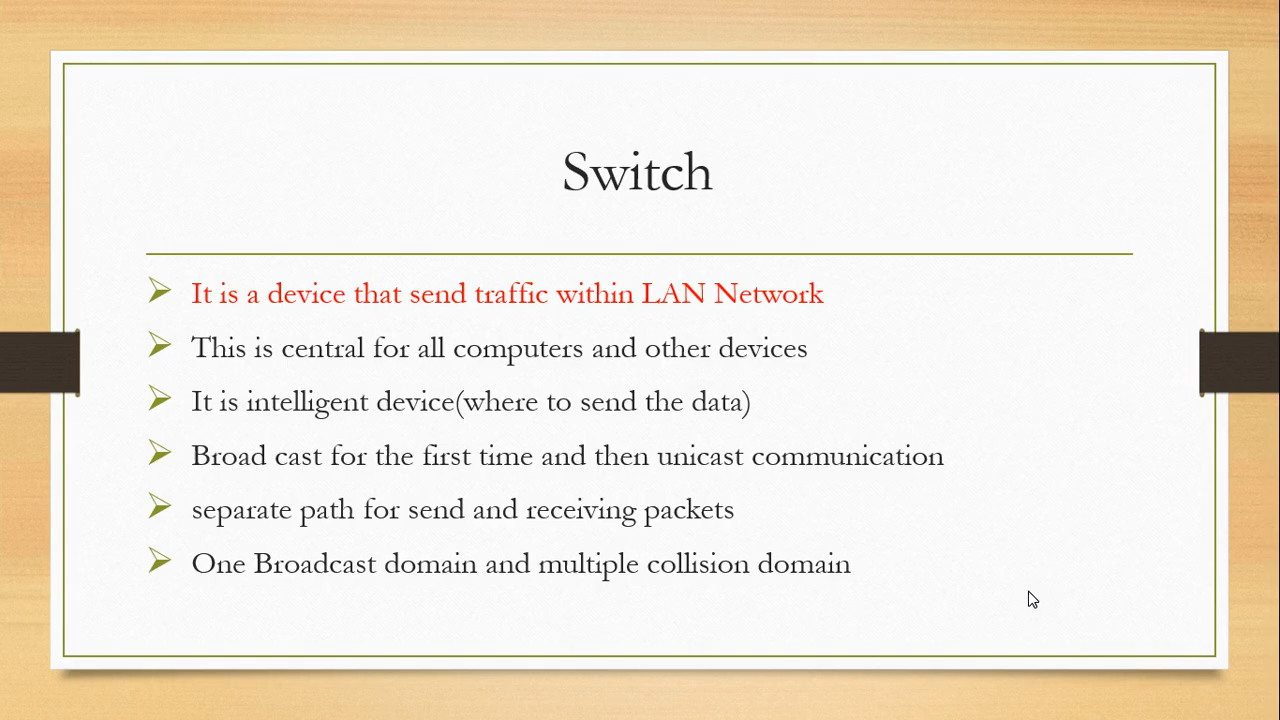 Switch
It is a device that send traffic within LAN Network
This is central for all computers and other devices
It is intelligent device(where to send the data)
Broad cast for the first time and then unicast communication
separate path for send and receiving packets
One Broadcast domain and multiple collision domain